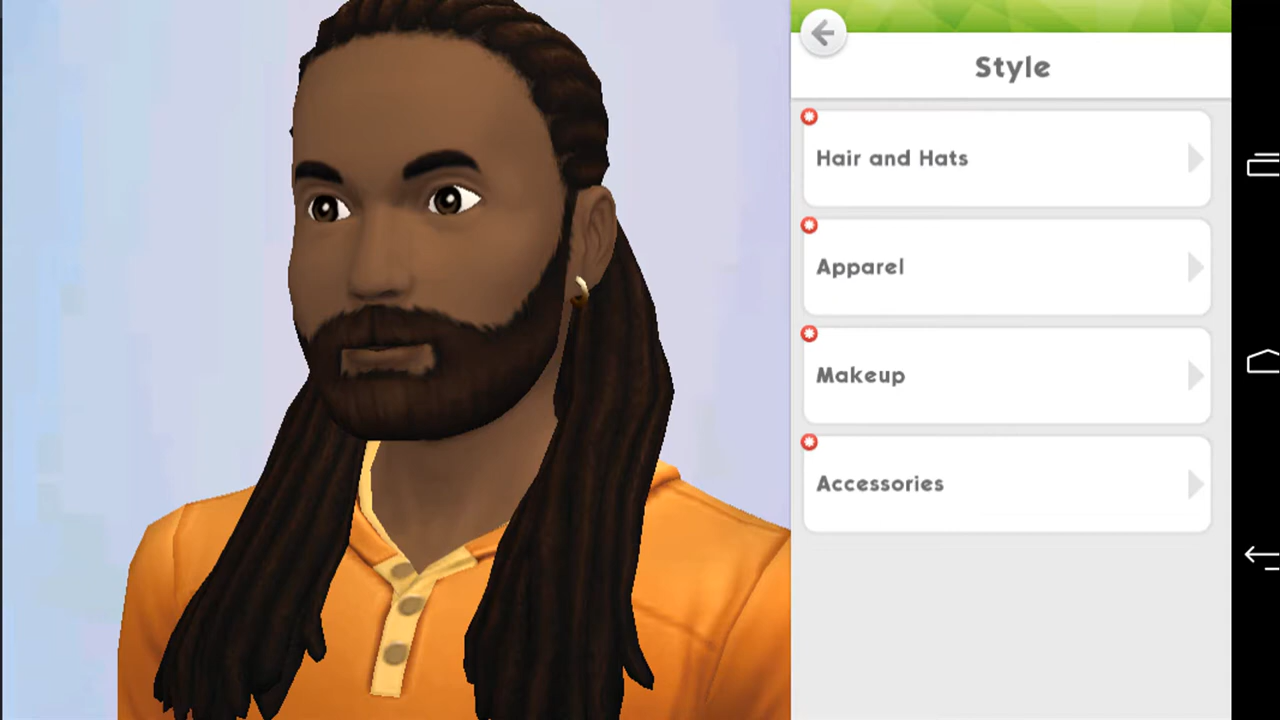 Style
Hair and Hats
Apparel
Makeup
Accessories